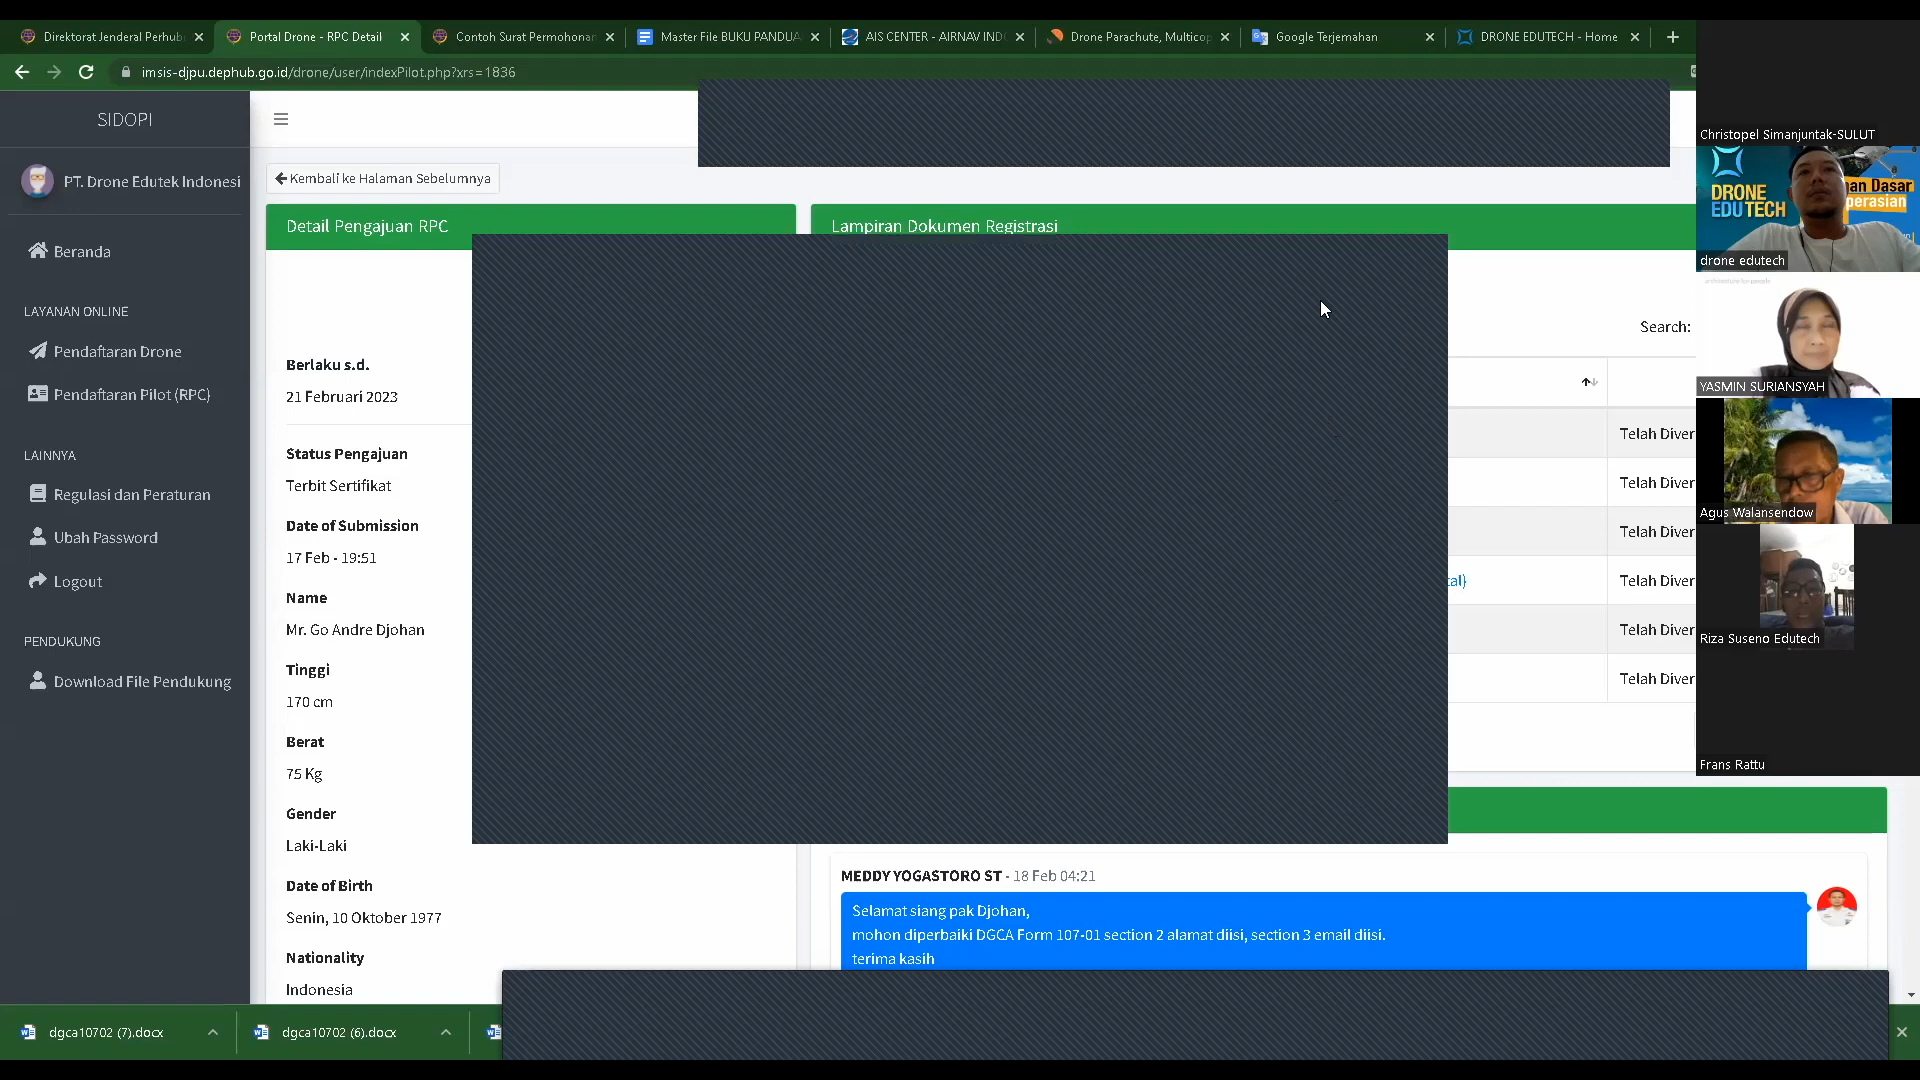 Direktorat Jenderal Perhub
Portal Drone - RPC Detail
Contoh Surat Permohonan
Master File BUKU PANDUA
AIS CENTER - AIRNAV IND
Drone Parachute, Multicop
Google Terjemahan
DRONE EDUTECH - Home
imsis-djpu.dephub.go.id/drone/user/indexPilot.php?xrs=1836
SIDOPI
PT. Drone Edutek Indonesi
Beranda
LAYANAN ONLINE
Pendaftaran Drone
Pendaftaran Pilot (RPC)
LAINNYA
Regulasi dan Peraturan
Ubah Password
Logout
PENDUKUNG
Download File Pendukung
Kembali ke Halaman Sebelumnya
Detail Pengajuan RPC
Berlaku s.d.
21 Februari 2023
Status Pengajuan
Terbit Sertifikat
Date of Submission
17 Feb - 19:51
Name
Mr. Go Andre Djohan
Tinggi
170 cm
Berat
75 Kg
Gender
Laki-Laki
Date of Birth
Senin, 10 Oktober 1977
Nationality
Indonesia
Lampiran Dokumen Registrasi
Search:
Telah Diver
Telah Diver
Telah Diver
tal)
Telah Diver
Telah Diver
Telah Diver
MEDDY YOGASTORO ST - 18 Feb 04:21
Selamat siang pak Djohan,
mohon diperbaiki DGCA Form 107-01 section 2 alamat diisi, section 3 email diisi.
terima kasih
Christopel Simanjuntak-SULUT
DRONE
EDUTECH
an Dasar
perasian
drone edutech
YASMIN SURIANSYAH
Agus Walansendow
Riza Suseno Edutech
Frans Rattu
dgca10702 (7).docx
dgca10702 (6).docx